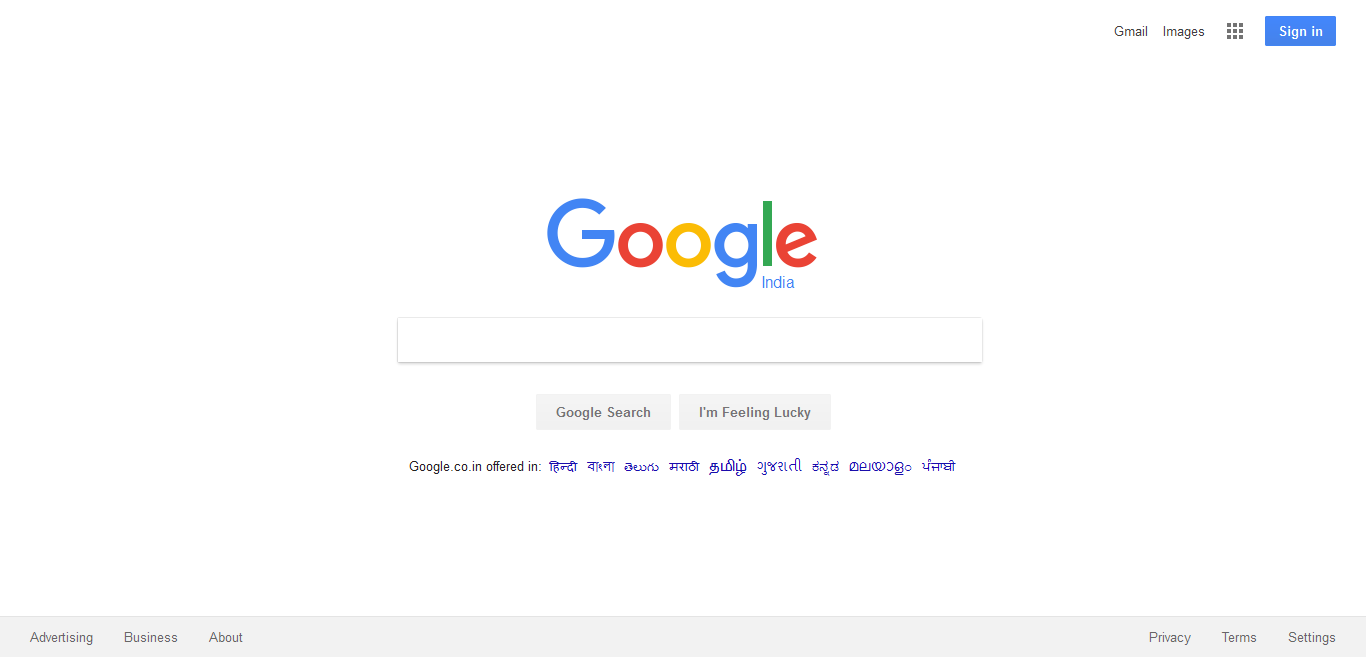 Gmail Images Sign in
Google
India
Google Search I'm Feeling Lucky
Google.co.in offered in: हिन्दी বাংলা తెలుగు मराठी தமிழ் ગુજરાતી ಕನ್ನಡ മലയാളം ਪੰਜਾਬੀ
Advertising Business About Privacy Terms Settings